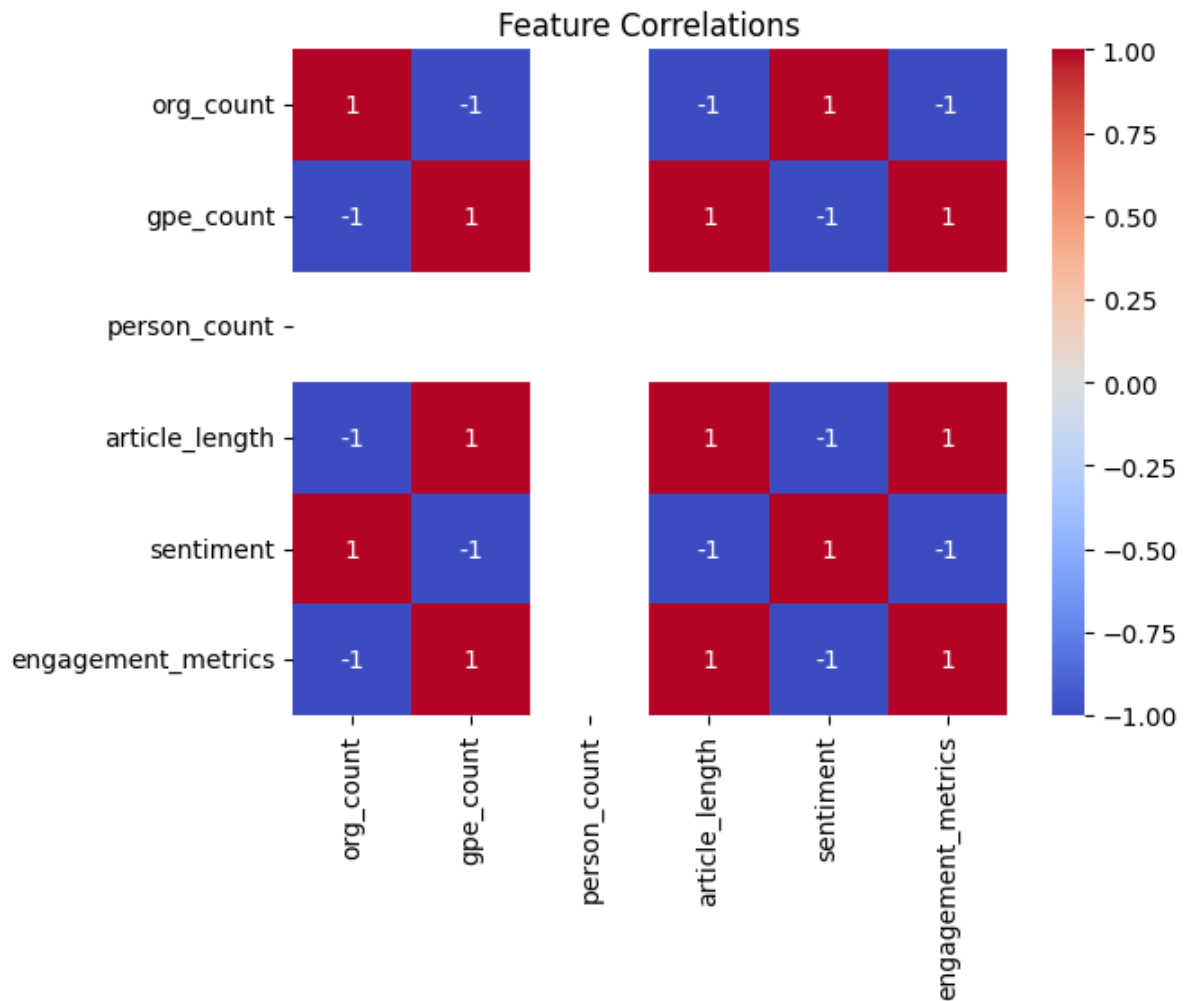 Feature Correlations
org_count 1 -1 -1 1 -1
gpe_count -1 1 1 -1 1
person_count
article_length -1 1 1 -1 1
sentiment 1 -1 -1 1 -1
engagement_metrics -1 1 1 -1 1
org_count
gpe_count
person_count
article_length
sentiment
engagement_metrics
1.00
0.75
0.50
0.25
0.00
−0.25
−0.50
−0.75
−1.00